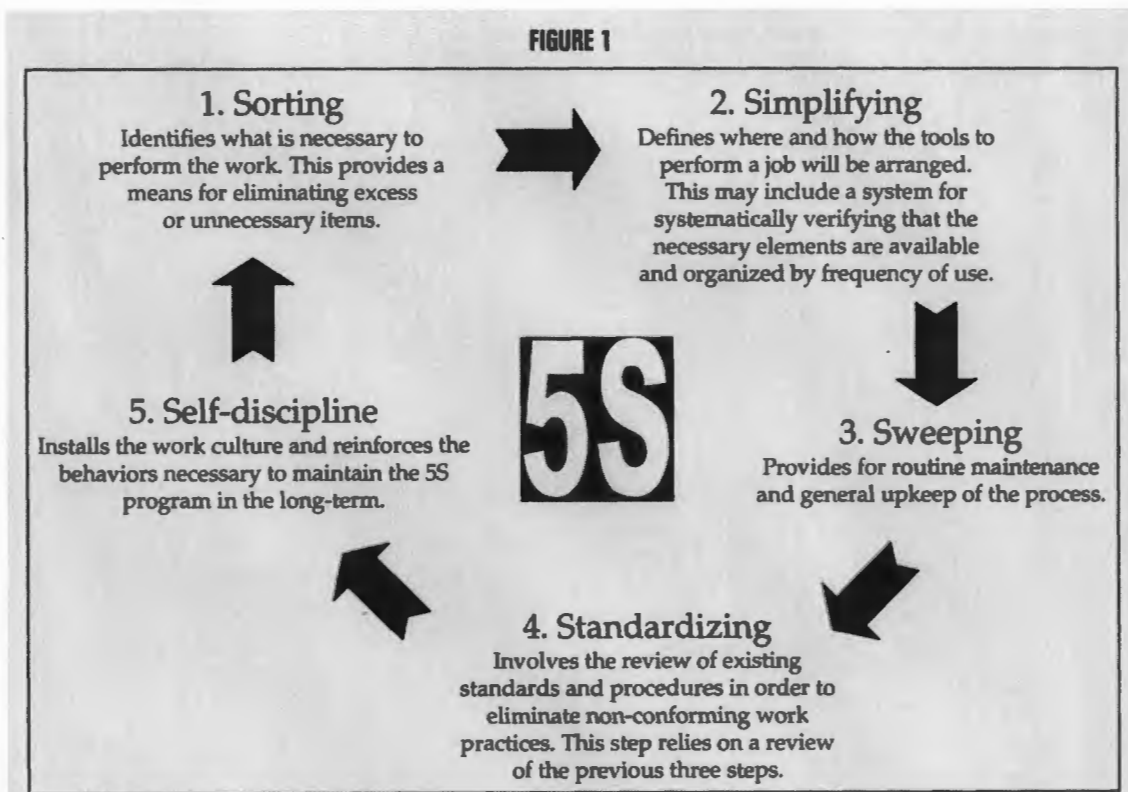 FIGURE 1
1. Sorting
Identifies what is necessary to
perform the work. This provides a
means for eliminating excess
or unnecessary items.
2. Simplifying
Defines where and how the tools to
perform a job will be arranged.
This may include a system for
systematically verifying that the
necessary elements are available
and organized by frequency of use.
5S
3. Sweeping
Provides for routine maintenance
and general upkeep of the process.
4. Standardizing
Involves the review of existing
standards and procedures in order to
eliminate non-conforming work
practices. This step relies on a review
of the previous three steps.
5. Self-discipline
Installs the work culture and reinforces the
behaviors necessary to maintain the 5S
program in the long-term.